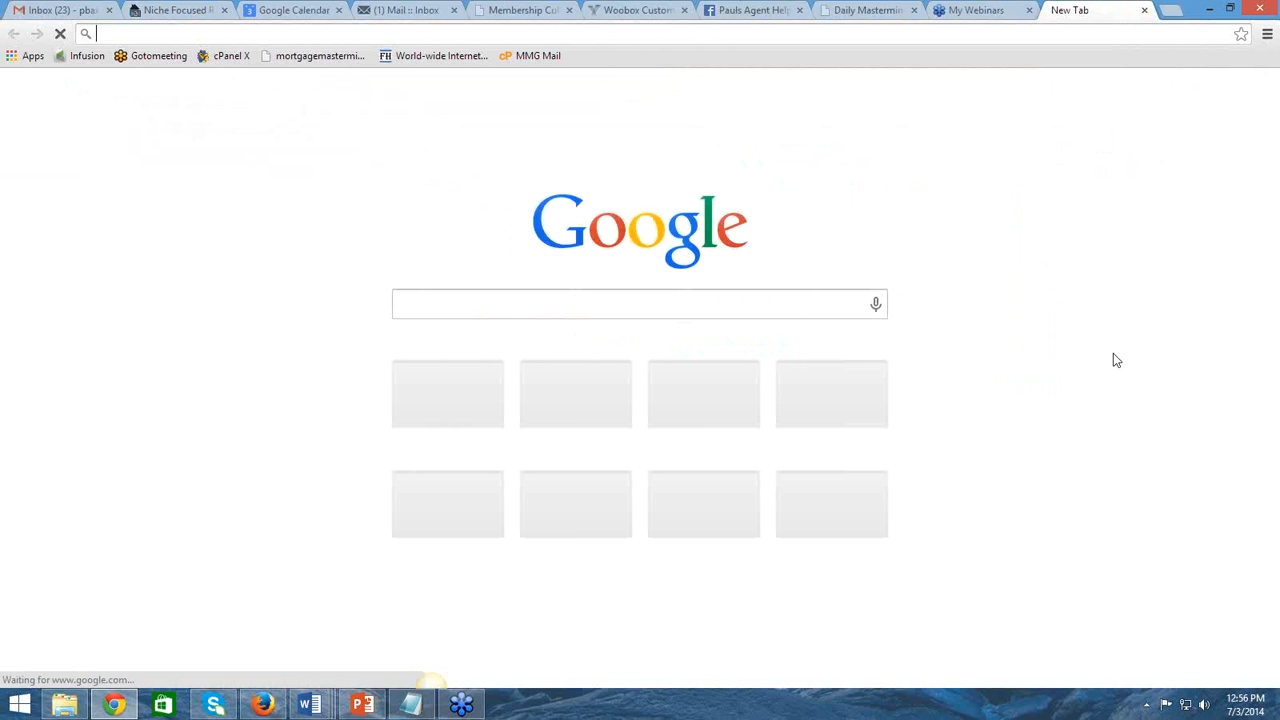 Inbox (23) - pba
Niche Focused R
Google Calendar
(1) Mail :: Inbox
Membership Cu
Woobox Custom
Pauls Agent Help
Daily Mastermin
My Webinars
New Tab
Apps
Infusion
Gotomeeting
cPanel X
mortgagemastermi...
World-wide Internet...
MMG Mail
Google
Waiting for www.google.com...
12:56 PM
7/3/2014